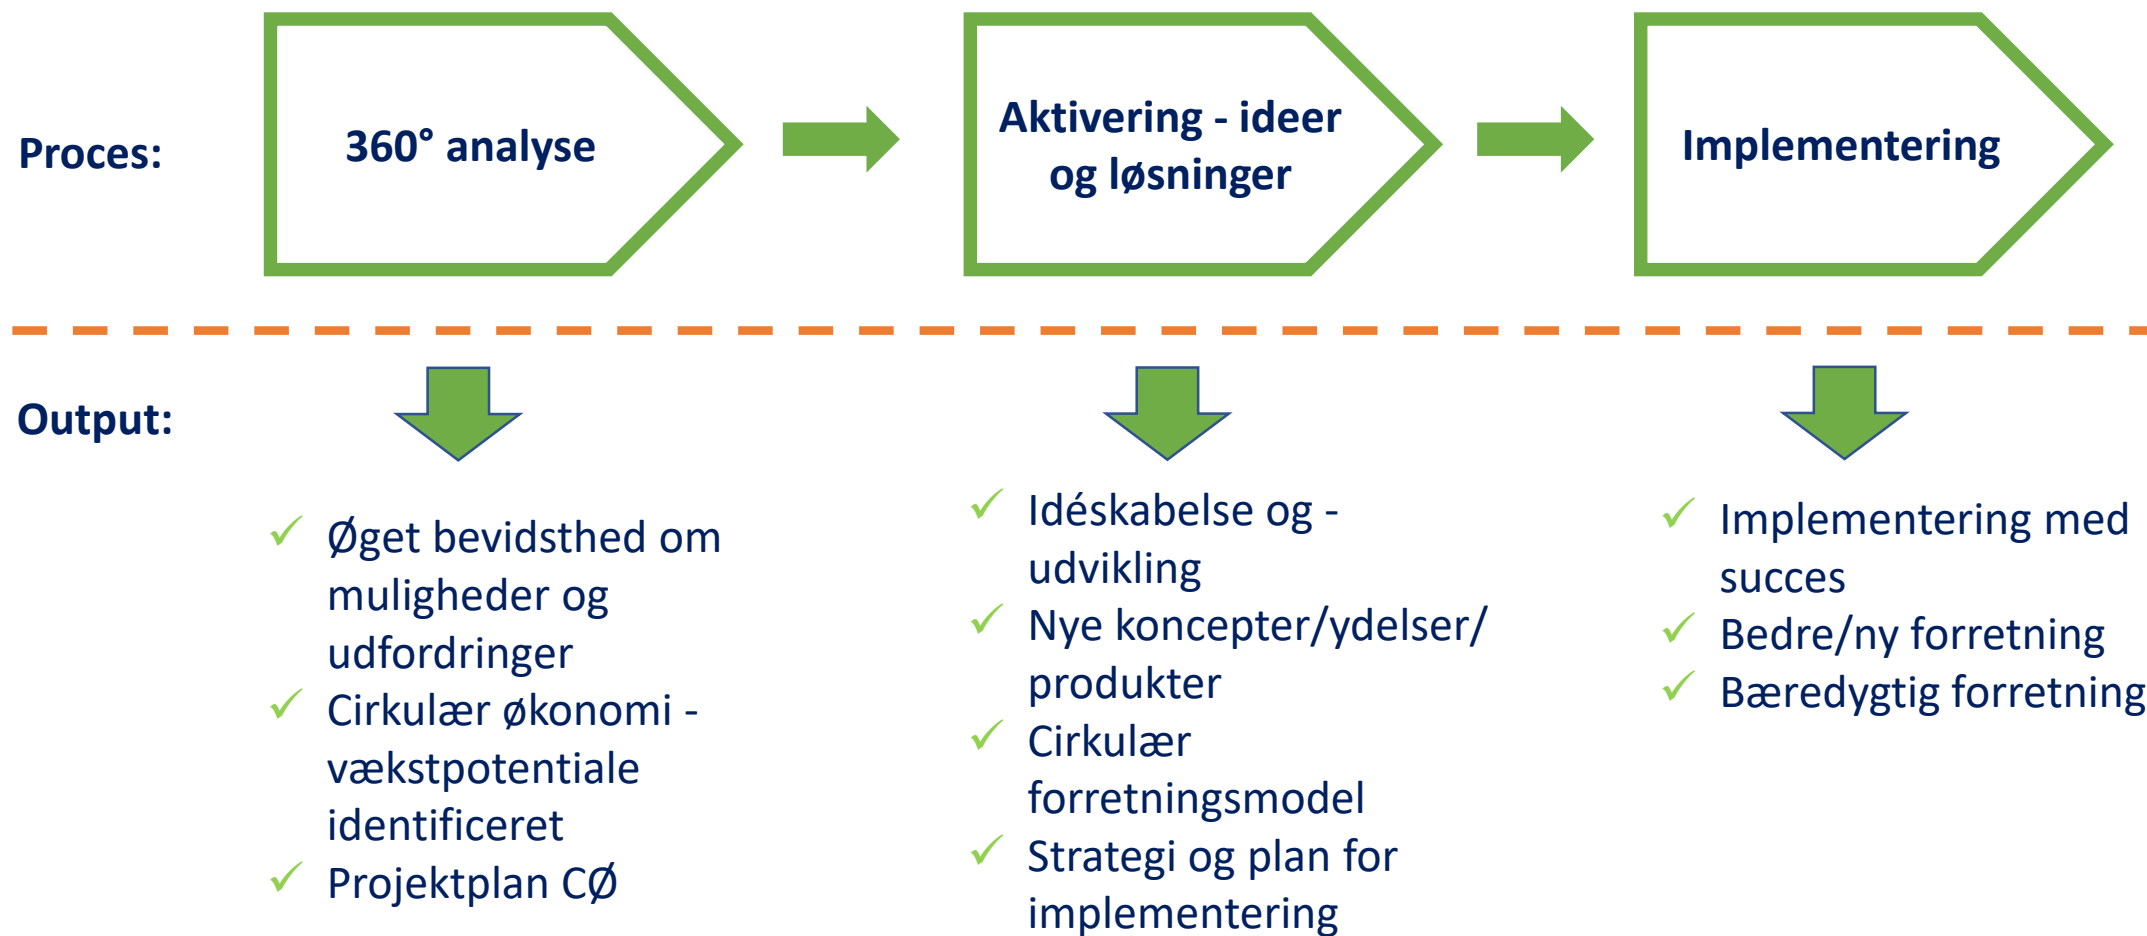 Proces:
360° analyse
Aktivering - ideer
og løsninger
Implementering
Output:
Øget bevidsthed om
muligheder og
udfordringer
Cirkulær økonomi -
vækstpotentiale
identificeret
Projektplan CØ
Idéskabelse og -
udvikling
Nye koncepter/ydelser/
produkter
Cirkulær
forretningsmodel
Strategi og plan for
implementering
Implementering med
succes
Bedre/ny forretning
Bæredygtig forretning